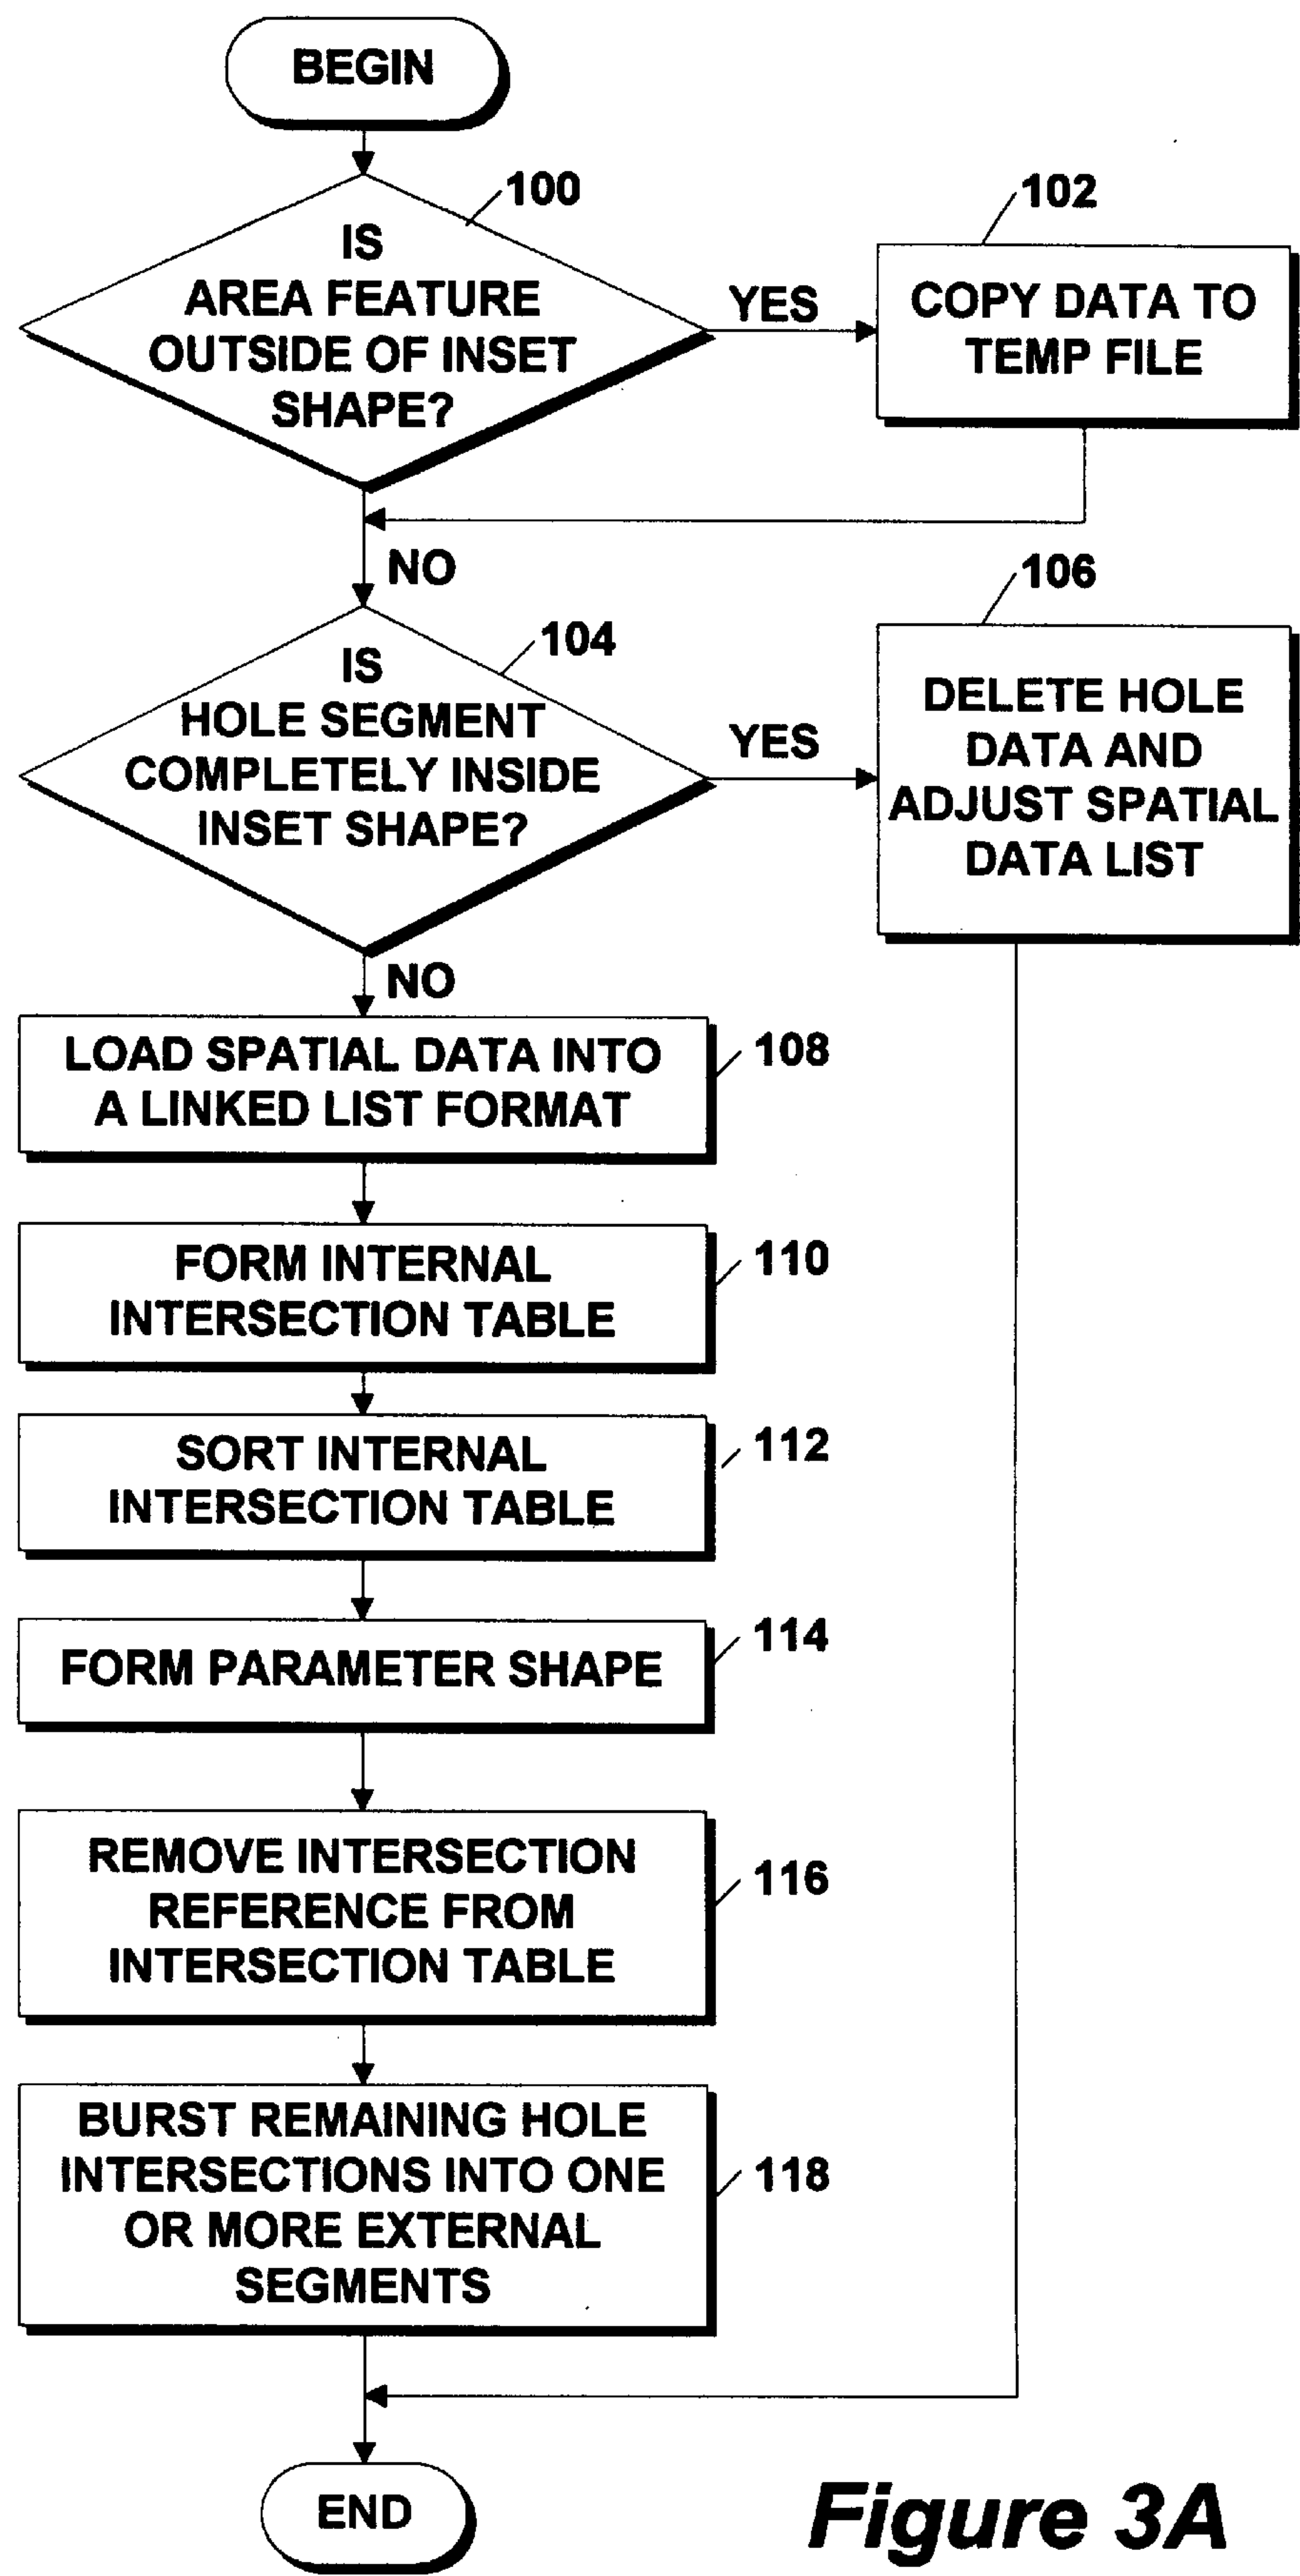 BEGIN
100
IS
AREA FEATURE
OUTSIDE OF INSET
SHAPE?
YES
102
COPY DATA TO
TEMP FILE
NO
104
IS
HOLE SEGMENT
COMPLETELY INSIDE
INSET SHAPE?
YES
106
DELETE HOLE
DATA AND
ADJUST SPATIAL
DATA LIST
NO
LOAD SPATIAL DATA INTO
A LINKED LIST FORMAT
108
FORM INTERNAL
INTERSECTION TABLE
110
SORT INTERNAL
INTERSECTION TABLE
112
FORM PARAMETER SHAPE
114
REMOVE INTERSECTION
REFERENCE FROM
INTERSECTION TABLE
116
BURST REMAINING HOLE
INTERSECTIONS INTO ONE
OR MORE EXTERNAL
SEGMENTS
118
END
Figure 3A